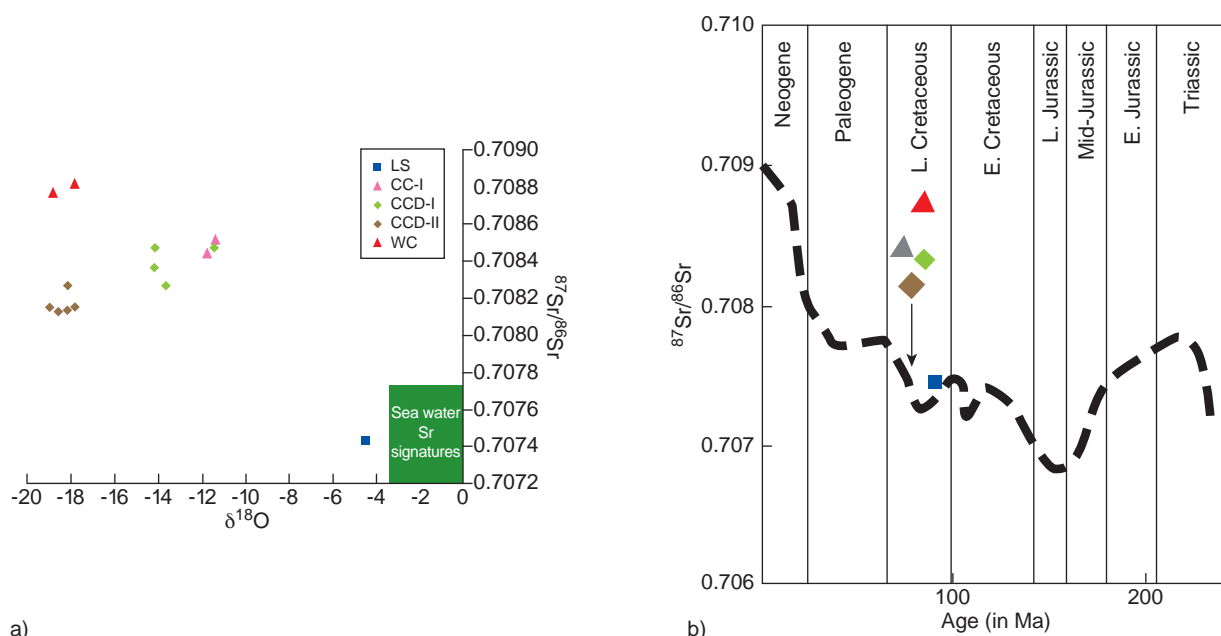 0.7090
0.7088
0.7086
0.7084
0.7082
0.7080
0.7078
0.7076
0.7074
0.7072
⁸⁷Sr/⁸⁶Sr
LS
CC-I
CCD-I
CCD-II
WC
Sea water
Sr
signatures
-20 -18 -16 -14 -12 -10 -8 -6 -4 -2 0
δ¹⁸O
a)
0.710
0.709
0.708
0.707
0.706
⁸⁷Sr/⁸⁶Sr
Neogene
Paleogene
L. Cretaceous
E. Cretaceous
L. Jurassic
Mid-Jurassic
E. Jurassic
Triassic
100 200
Age (in Ma)
b)